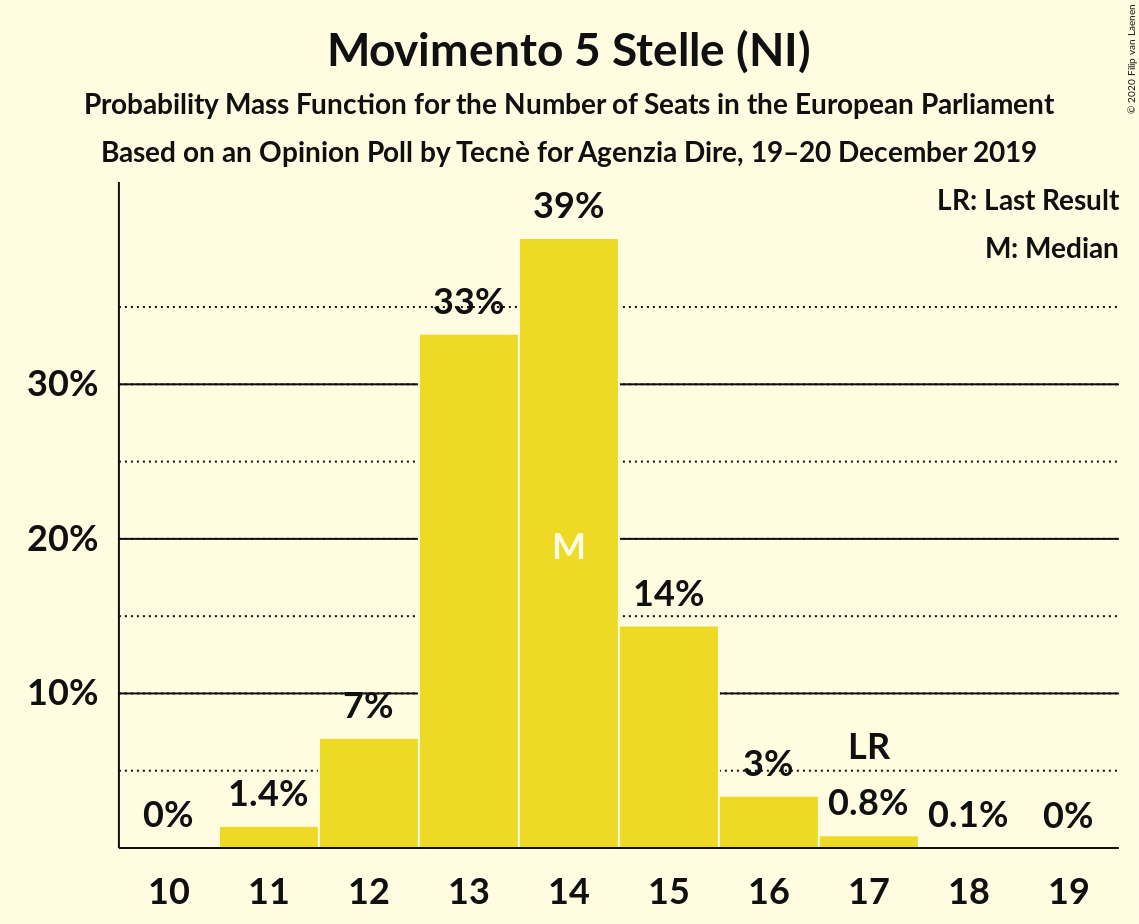 Movimento 5 Stelle (NI)
Probability Mass Function for the Number of Seats in the European Parliament
Based on an Opinion Poll by Tecnè for Agenzia Dire, 19–20 December 2019
© 2020 Filip van Laenen
LR: Last Result
M: Median
39%
33%
30%
20%
M
14%
10%
7%
LR
3%
1.4%
0.8%
0%
0.1%
0%
10 11 12 13 14 15 16 17 18 19